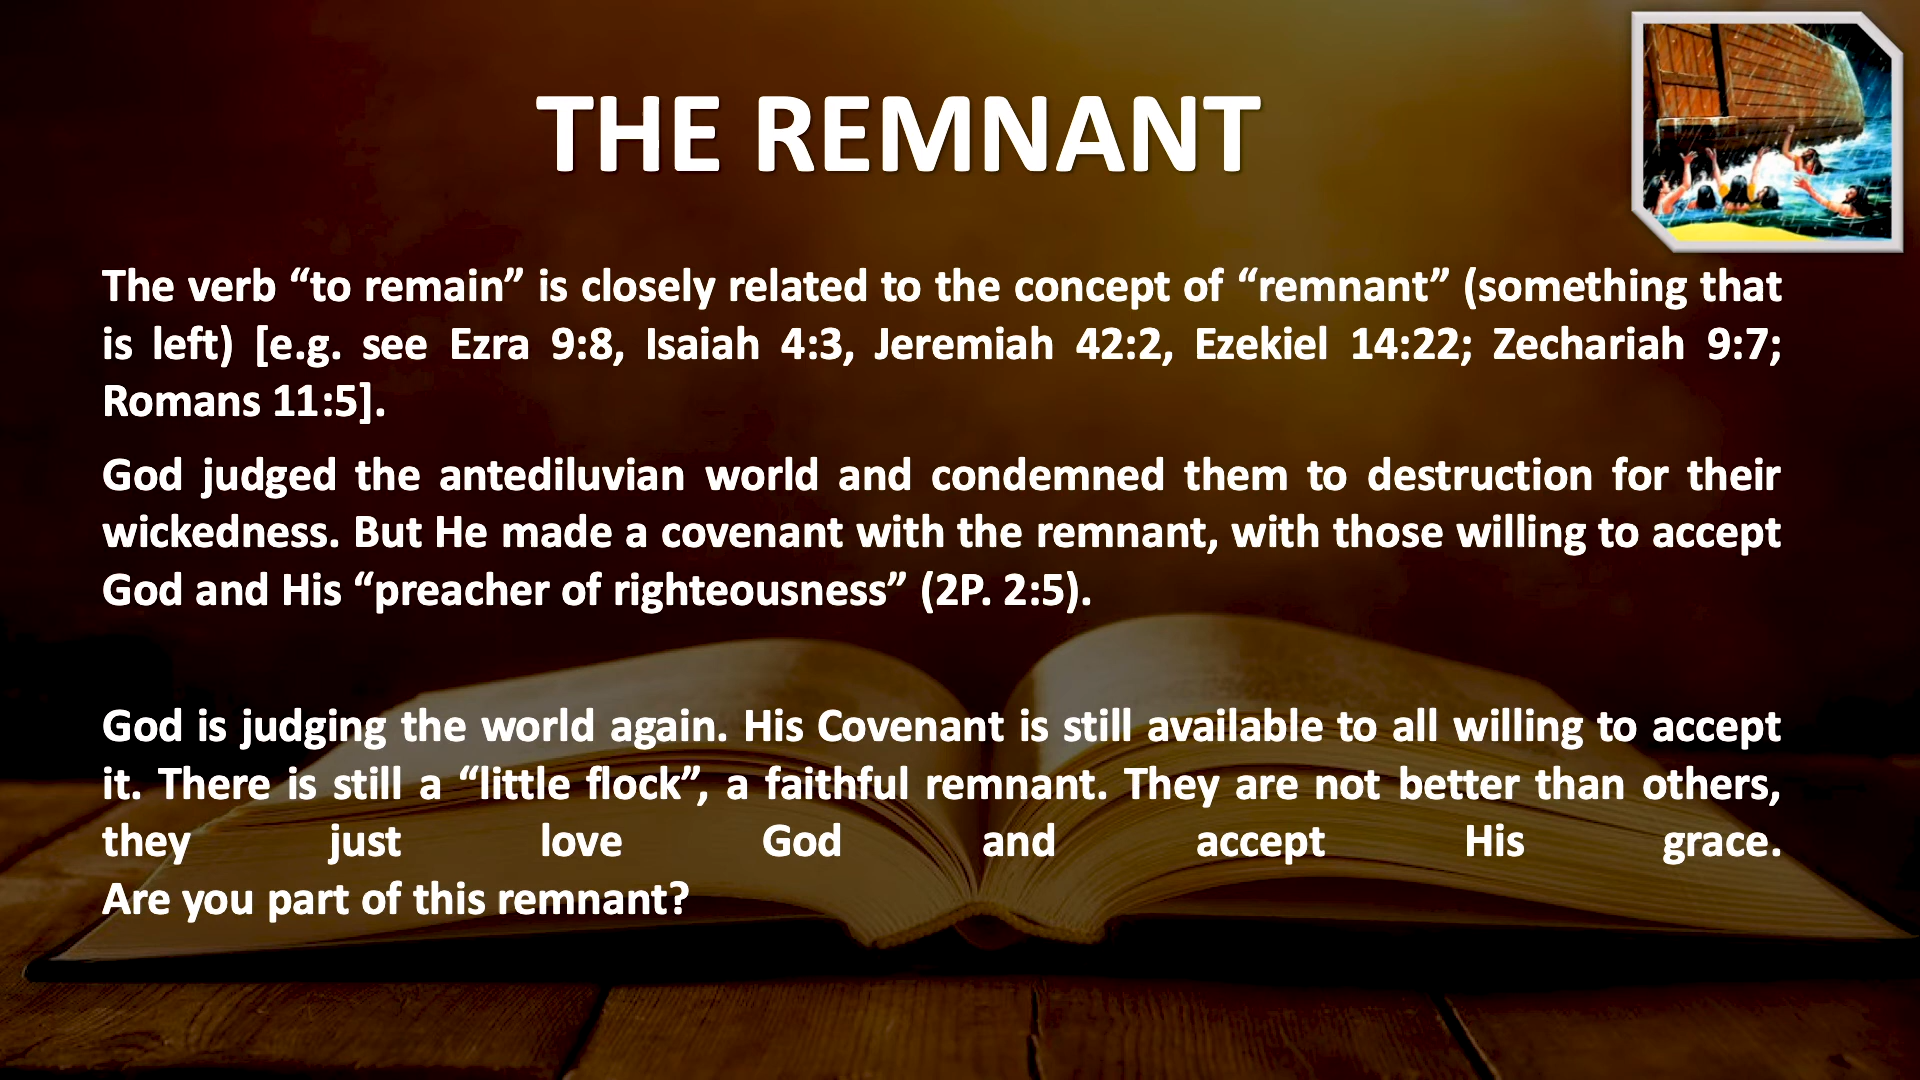 THE REMNANT
The verb “to remain” is closely related to the concept of “remnant” (something that
is left) [e.g. see Ezra 9:8, Isaiah 4:3, Jeremiah 42:2, Ezekiel 14:22; Zechariah 9:7;
Romans 11:5].
God judged the antediluvian world and condemned them to destruction for their
wickedness. But He made a covenant with the remnant, with those willing to accept
God and His “preacher of righteousness” (2P. 2:5).
God is judging the world again. His Covenant is still available to all willing to accept
it. There is still a “little flock”, a faithful remnant. They are not better than others,
they just love God and accept His grace.
Are you part of this remnant?